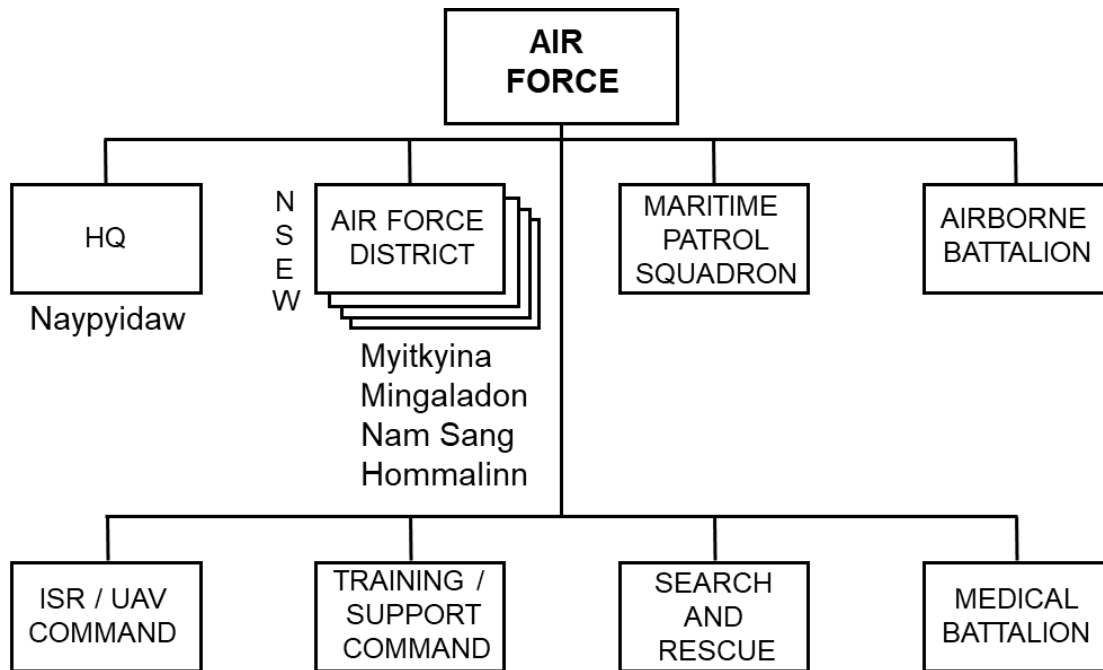 AIR
FORCE
HQ
Naypyidaw
N
S
E
W
AIR FORCE
DISTRICT
Myitkyina
Mingaladon
Nam Sang
Hommalinn
MARITIME
PATROL
SQUADRON
AIRBORNE
BATTALION
ISR / UAV
COMMAND
TRAINING /
SUPPORT
COMMAND
SEARCH
AND
RESCUE
MEDICAL
BATTALION